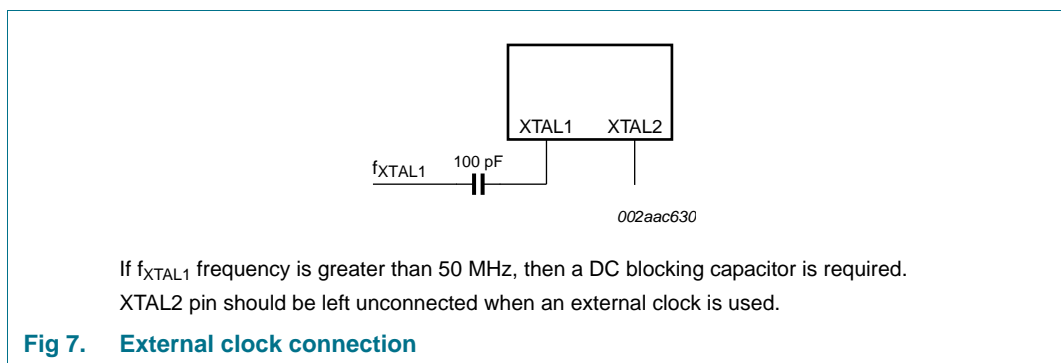 XTAL1 XTAL2
fXTAL1
100 pF
002aac630
If fXTAL1 frequency is greater than 50 MHz, then a DC blocking capacitor is required.
XTAL2 pin should be left unconnected when an external clock is used.
Fig 7. External clock connection